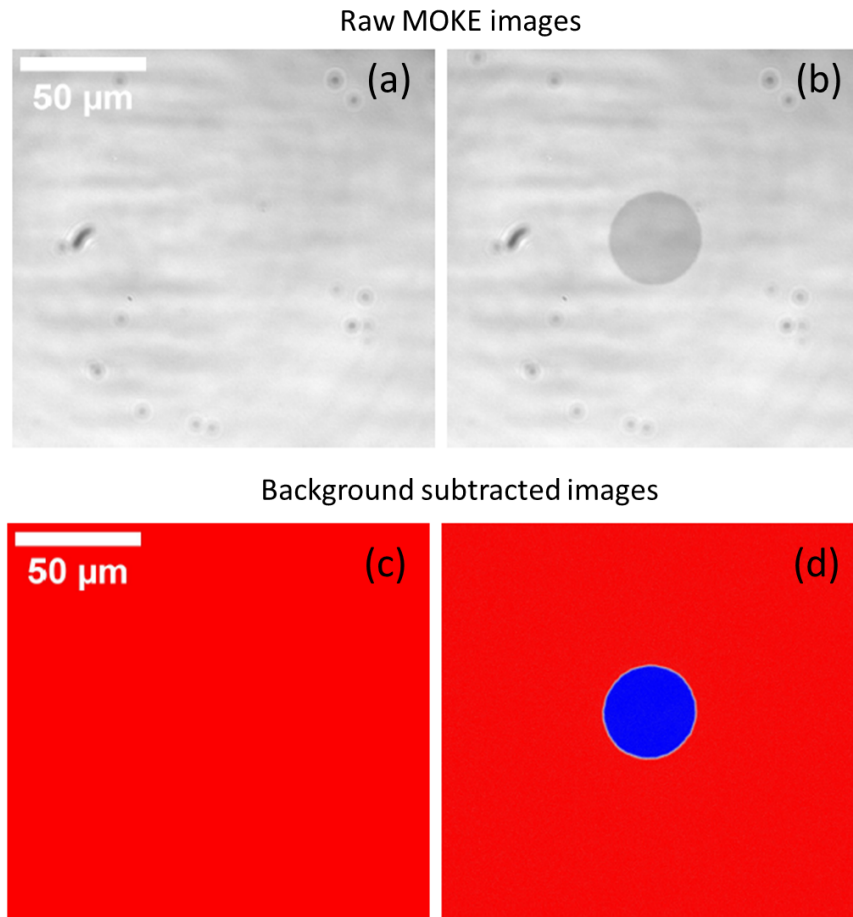 Raw MOKE images
(a)
(b)
50 µm
Background subtracted images
(c)
(d)
50 µm